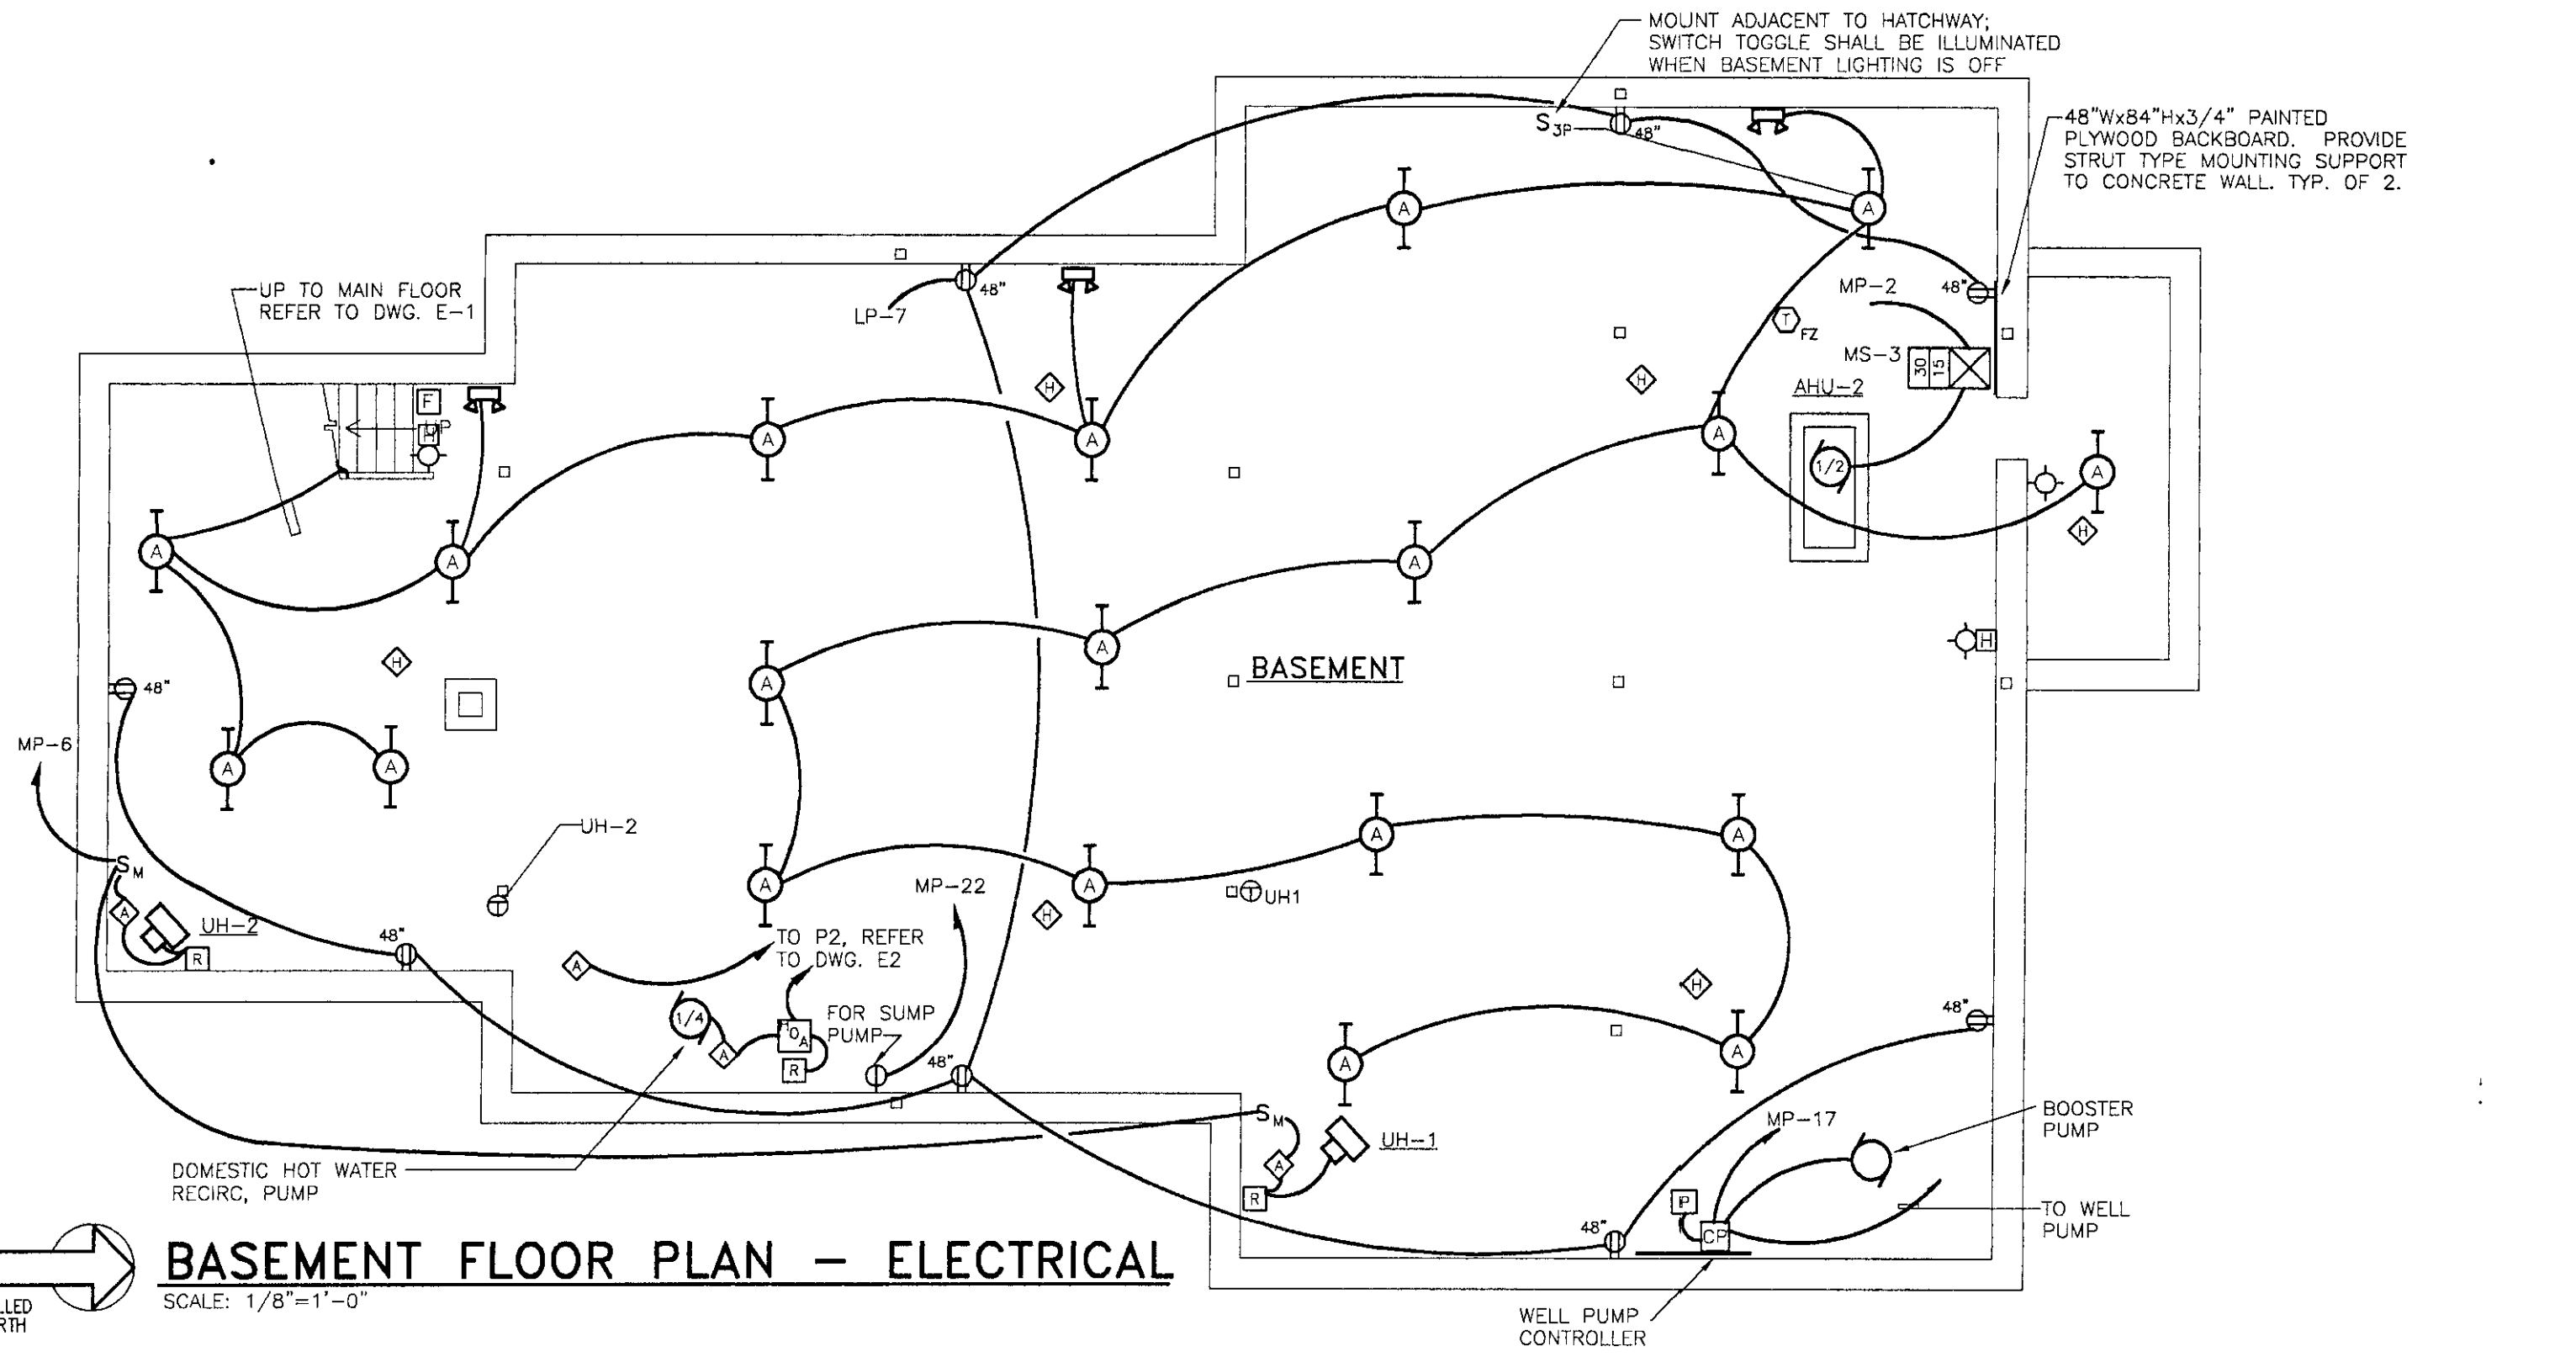 MOUNT ADJACENT TO HATCHWAY;
SWITCH TOGGLE SHALL BE ILLUMINATED
WHEN BASEMENT LIGHTING IS OFF
S3P
48"
48"Wx84"Hx3/4" PAINTED
PLYWOOD BACKBOARD. PROVIDE
STRUT TYPE MOUNTING SUPPORT
TO CONCRETE WALL. TYP. OF 2.
A
A
UP TO MAIN FLOOR
REFER TO DWG. E-1
48"
LP-7
MP-2
48"
T FZ
MS-3
30
15
AHU-2
H
H
F
UP
H
A
A
A
1/2
A
H
A
A
A
H
A
H
BASEMENT
A
48"
MP-6
A
A
UH-2
A
A
SM
A
A
MP-22
T UH1
T
H
A
UH-2
R
48"
A
TO P2, REFER
TO DWG. E2
H
1/4
HOA
FOR SUMP
PUMP
48"
A
R
48"
A
A
SM
A
R
UH-1
MP-17
BOOSTER
PUMP
DOMESTIC HOT WATER
RECIRC, PUMP
P
TO WELL
PUMP
48"
CP
BASEMENT FLOOR PLAN - ELECTRICAL
SCALE: 1/8"=1'-0"
LLED
RTH
WELL PUMP
CONTROLLER